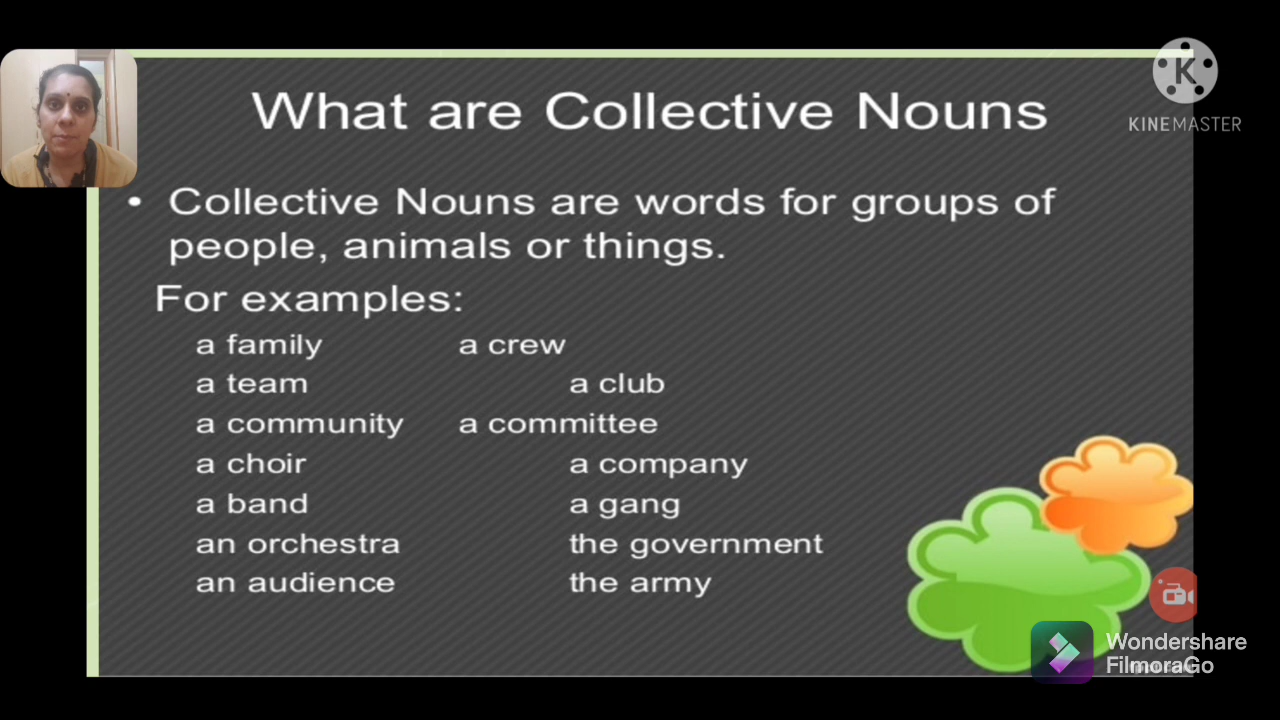 What are Collective Nouns
K
KINEMASTER
• Collective Nouns are words for groups of
people, animals or things.
For examples:
a family a crew
a team a club
a community a committee
a choir a company
a band a gang
an orchestra the government
an audience the army
Wondershare
FilmoraGo